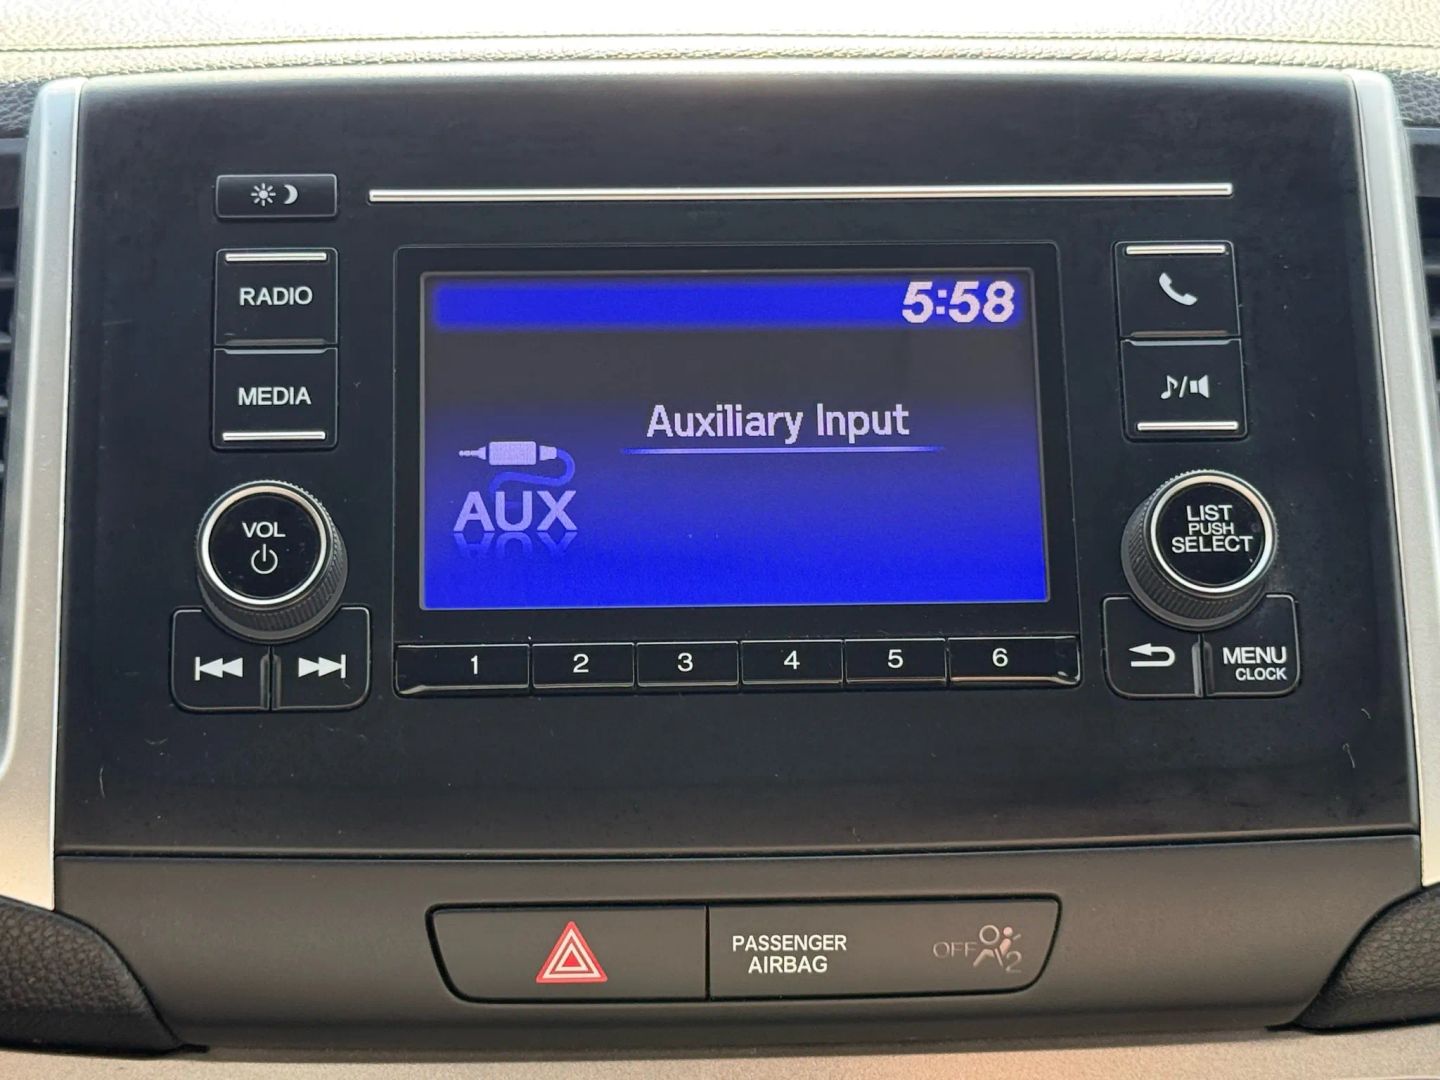 5:58
RADIO
MEDIA
Auxiliary Input
AUX
VOL
LIST
PUSH
SELECT
1 2 3 4 5 6
MENU
CLOCK
PASSENGER
AIRBAG
OFF
2